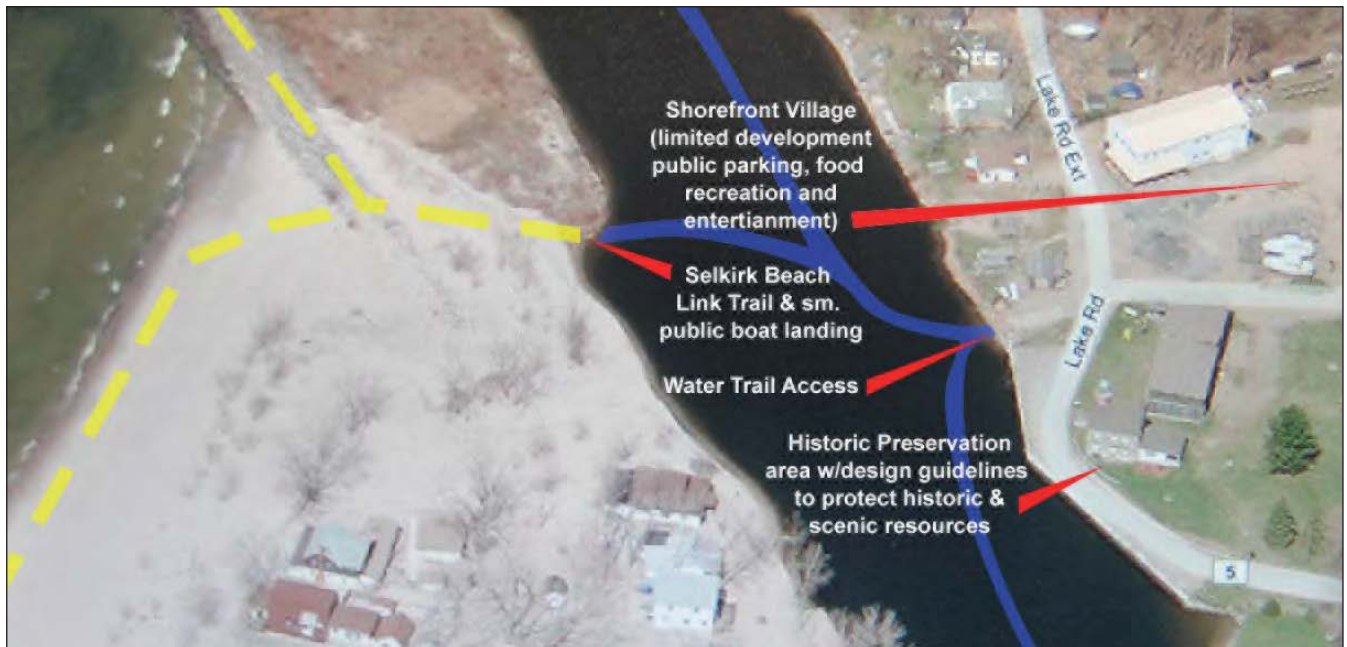 Shorefront Village
(limited development
public parking, food
recreation and
entertianment)
Lake Rd Ext
Selkirk Beach
Link Trail & sm.
public boat landing
Lake Rd
Water Trail Access
Historic Preservation
area w/design guidelines
to protect historic &
scenic resources
5